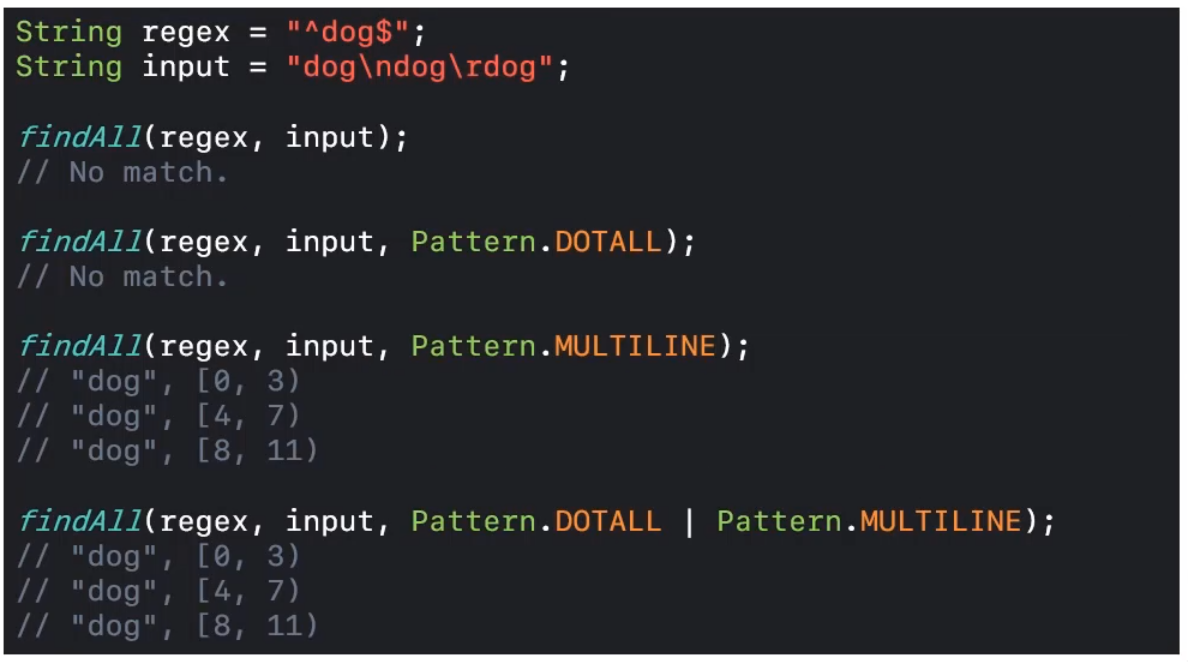 String regex = "^dog$";
String input = "dog\ndog\rdog";
findAll(regex, input);
// No match.
findAll(regex, input, Pattern.DOTALL);
// No match.
findAll(regex, input, Pattern.MULTILINE);
// "dog", [0, 3)
// "dog", [4, 7)
// "dog", [8, 11)
findAll(regex, input, Pattern.DOTALL | Pattern.MULTILINE);
// "dog", [0, 3)
// "dog", [4, 7)
// "dog", [8, 11)